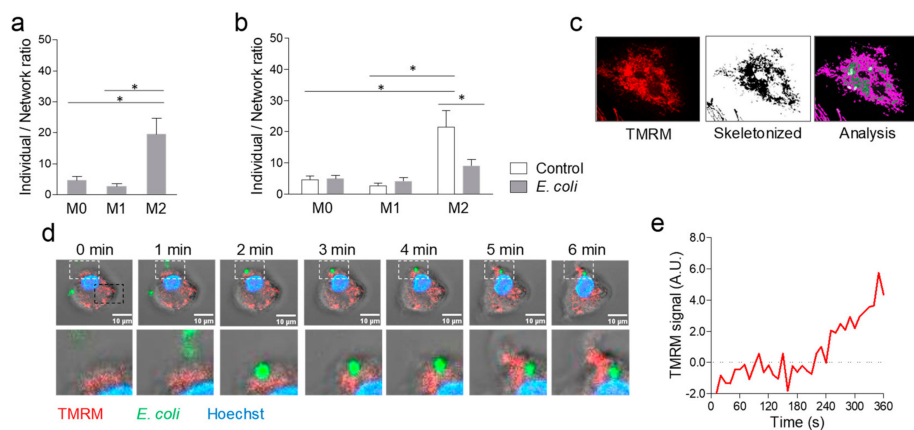 a
Individual / Network ratio
50
40
30
20
10
0
*
*
M0 M1 M2
b
Individual / Network ratio
50
40
30
20
10
0
*
*
*
M0 M1 M2
Control
E. coli
c
TMRM Skeletonized Analysis
d
0 min 1 min 2 min 3 min 4 min 5 min 6 min
10 µm 10 µm 10 µm 10 µm 10 µm 10 µm 10 µm
TMRM E. coli Hoechst
e
TMRM signal (A.U.)
8.0
6.0
4.0
2.0
0.0
-2.0
0 60 120 180 240 300 360
Time (s)